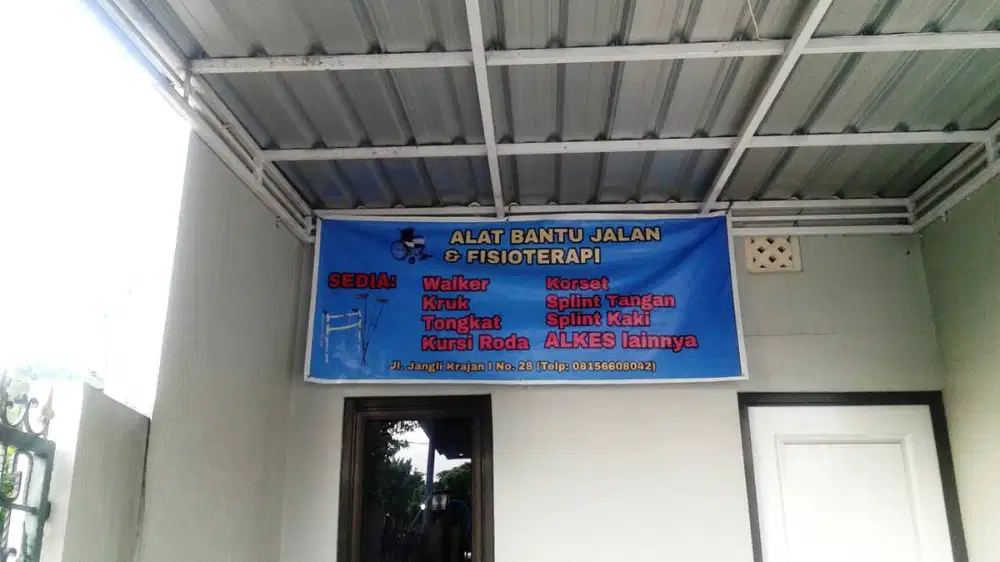 ALAT BANTU JALAN
& FISIOTERAPI
SEDIA:
Walker
Kruk
Tongkat
Kursi Roda
Korset
Splint Tangan
Splint Kaki
ALKES lainnya
Jl. Jangli Krajan I No. 28 (Telp: 08156608042)